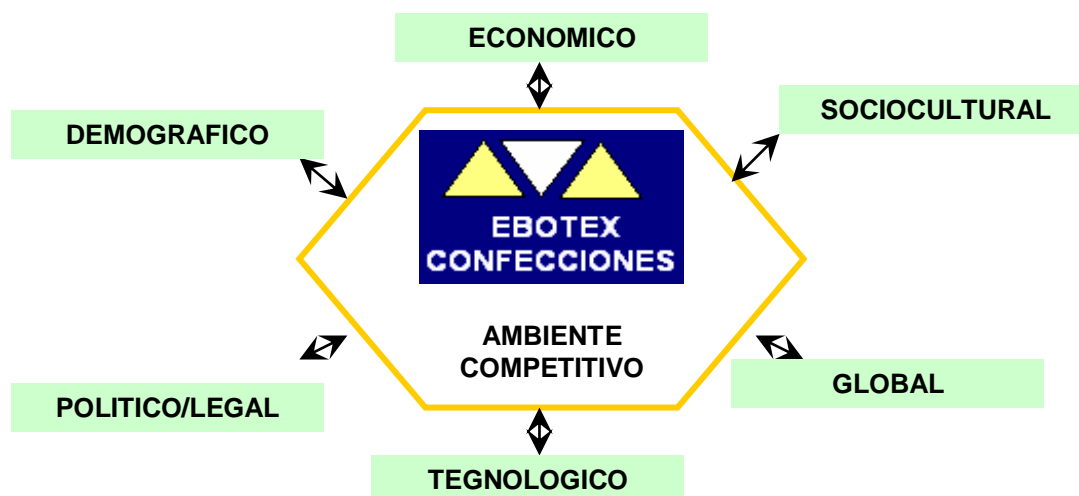 ECONOMICO
SOCIOCULTURAL
DEMOGRAFICO
EBOTEX
CONFECCIONES
AMBIENTE
COMPETITIVO
GLOBAL
POLITICO/LEGAL
TEGNOLOGICO